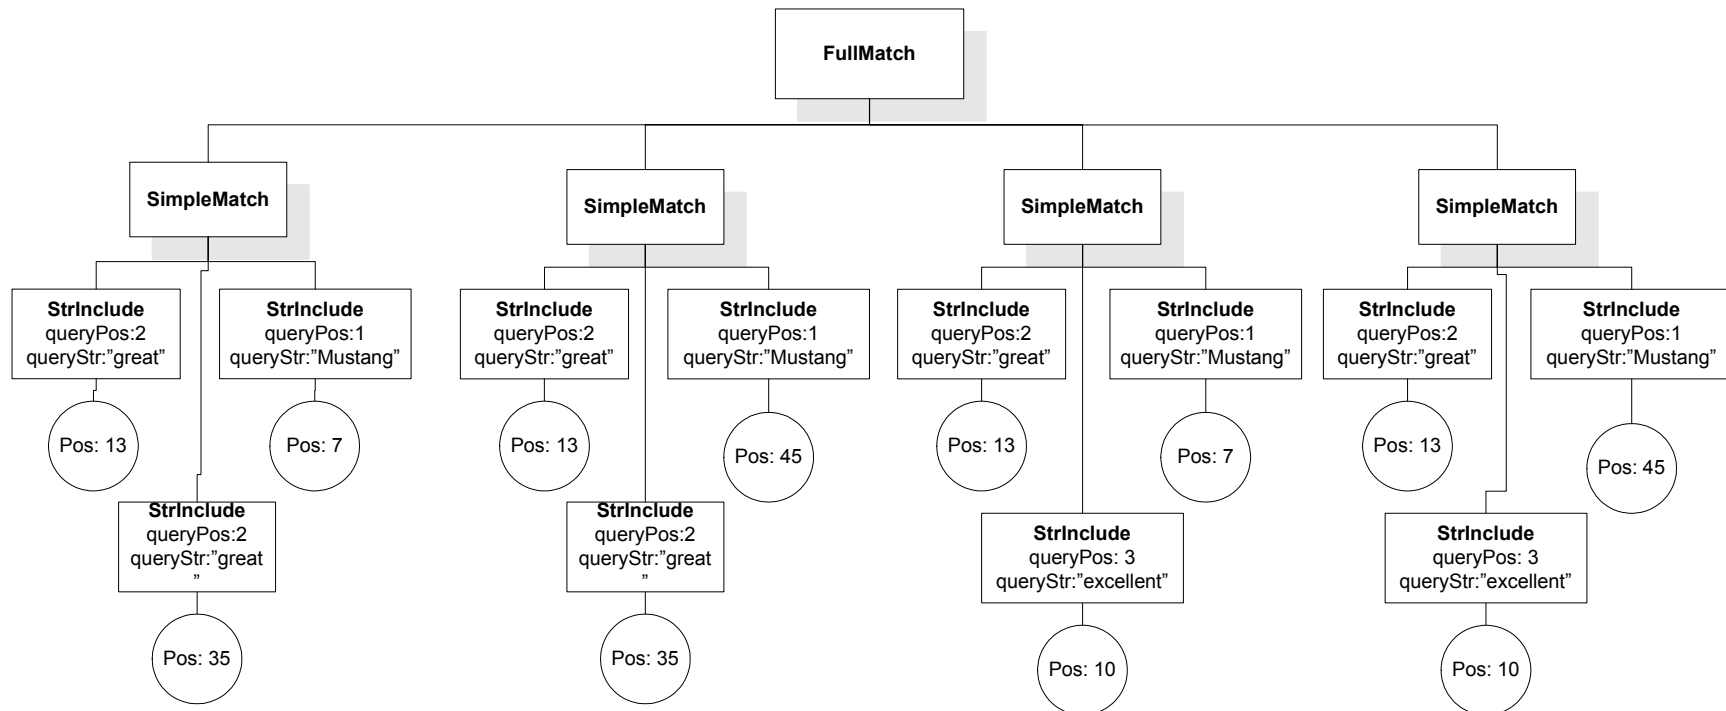 FullMatch
SimpleMatch
SimpleMatch
SimpleMatch
SimpleMatch
StrInclude
queryPos:2
queryStr:”great”
StrInclude
queryPos:1
queryStr:”Mustang”
StrInclude
queryPos:2
queryStr:”great”
StrInclude
queryPos:1
queryStr:”Mustang”
StrInclude
queryPos:2
queryStr:”great”
StrInclude
queryPos:1
queryStr:”Mustang”
StrInclude
queryPos:2
queryStr:”great”
StrInclude
queryPos:1
queryStr:”Mustang”
Pos: 13
Pos: 7
Pos: 13
Pos: 45
Pos: 13
Pos: 7
Pos: 13
Pos: 45
StrInclude
queryPos:2
queryStr:”great
”
StrInclude
queryPos:2
queryStr:”great
”
StrInclude
queryPos: 3
queryStr:”excellent”
StrInclude
queryPos: 3
queryStr:”excellent”
Pos: 35
Pos: 35
Pos: 10
Pos: 10